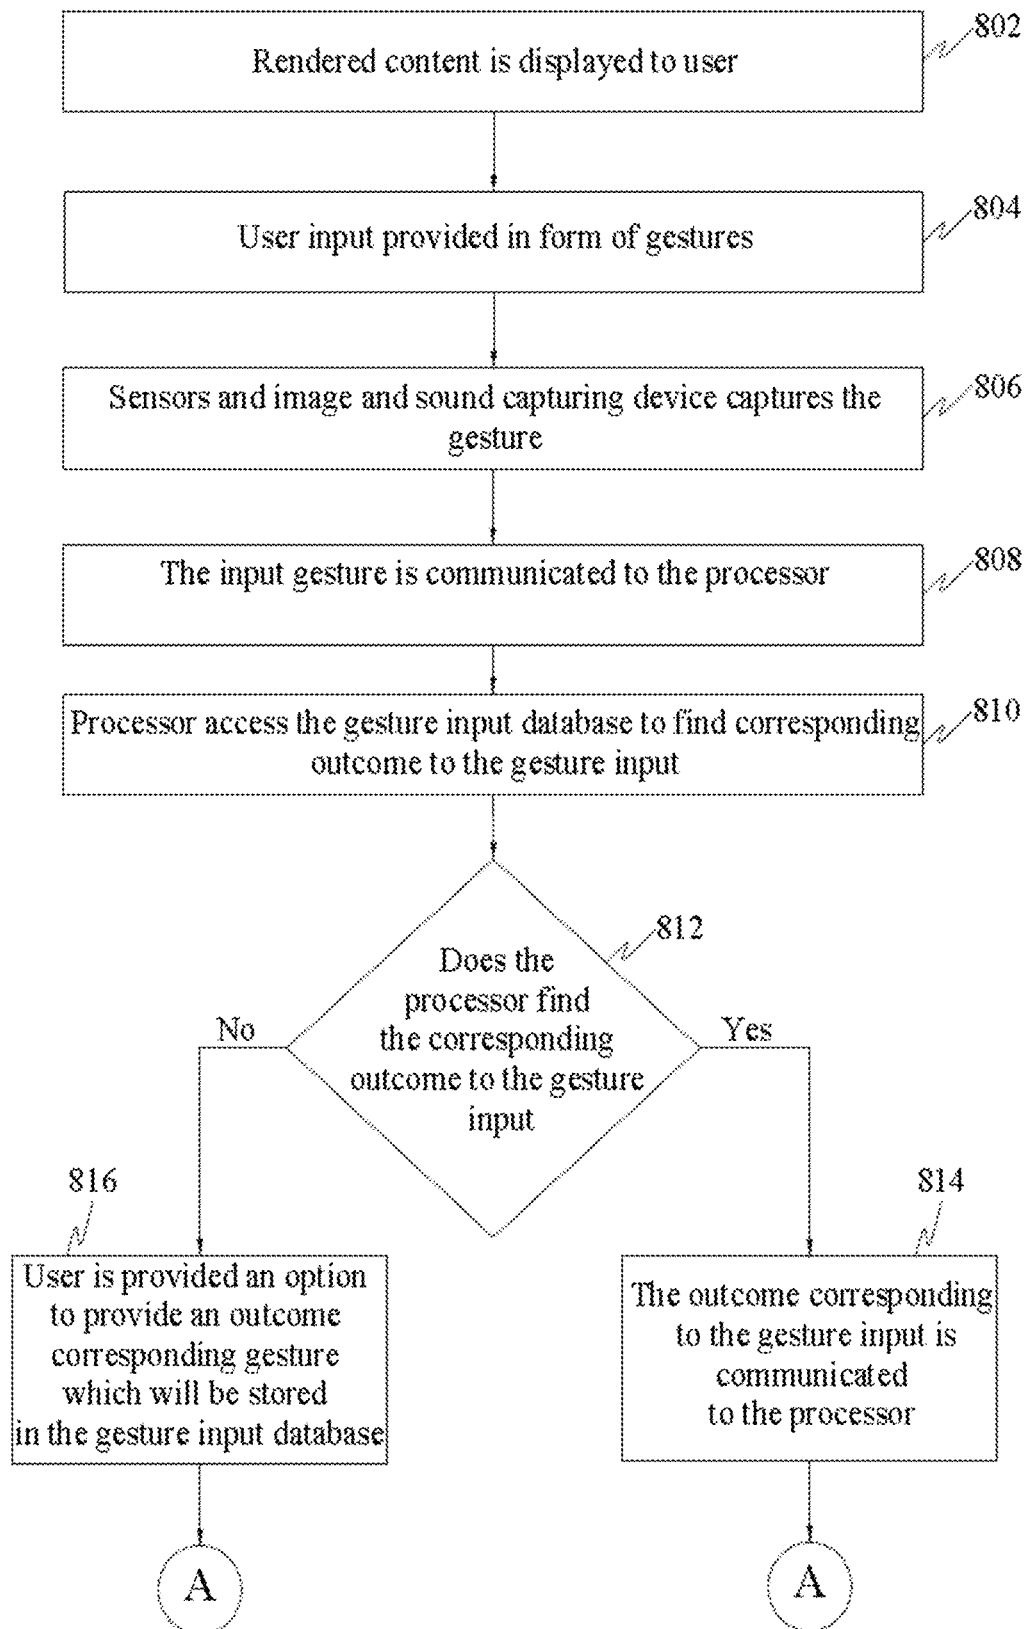 802
Rendered content is displayed to user
804
User input provided in form of gestures
806
Sensors and image and sound capturing device captures the
gesture
808
The input gesture is communicated to the processor
810
Processor access the gesture input database to find corresponding
outcome to the gesture input
812
Does the
processor find
the corresponding
outcome to the gesture
input
No
Yes
816
User is provided an option
to provide an outcome
corresponding gesture
which will be stored
in the gesture input database
814
The outcome corresponding
to the gesture input is
communicated
to the processor
A
A